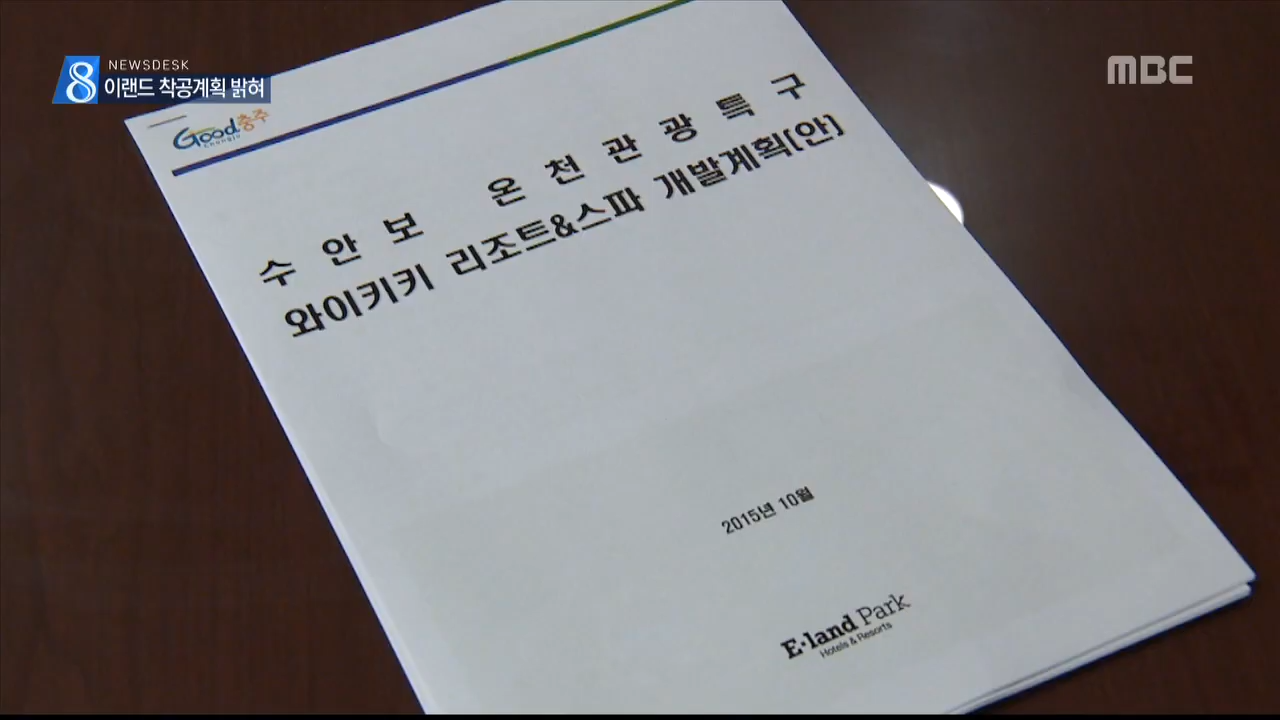 8 NEWSDESK
이랜드 착공계획 밝혀
MBC
Good충주
Chungju
수 안 보 온 천 관 광 특 구
와이키키 리조트&스파 개발계획(안)
2015년 10월
E·land Park
Hotels & Resorts